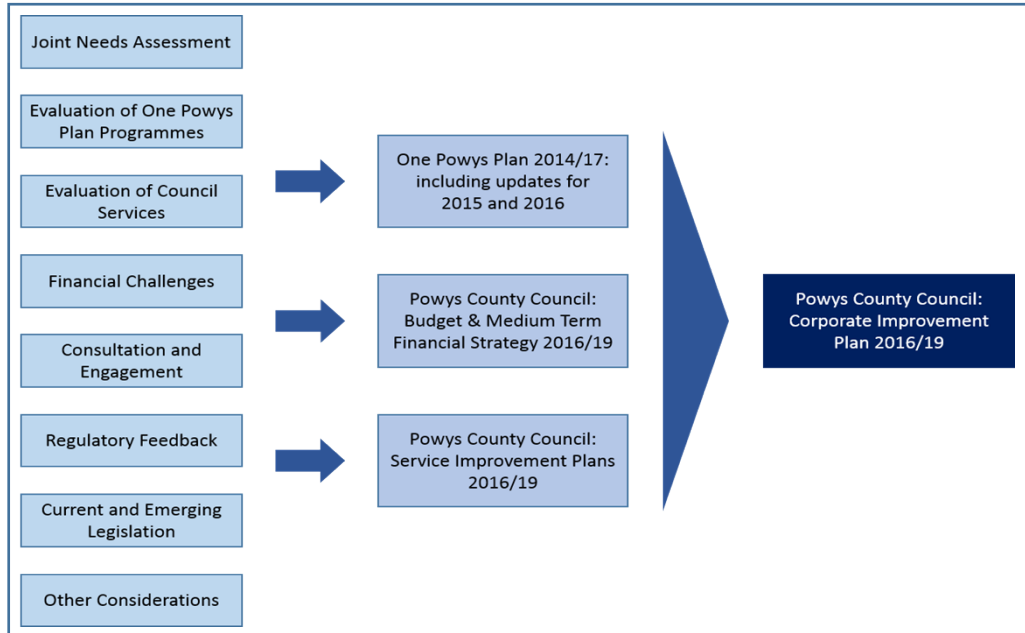 Joint Needs Assessment
Evaluation of One Powys
Plan Programmes
Evaluation of Council
Services
Financial Challenges
Consultation and
Engagement
Regulatory Feedback
Current and Emerging
Legislation
Other Considerations
One Powys Plan 2014/17:
including updates for
2015 and 2016
Powys County Council:
Budget & Medium Term
Financial Strategy 2016/19
Powys County Council:
Service Improvement Plans
2016/19
Powys County Council:
Corporate Improvement
Plan 2016/19